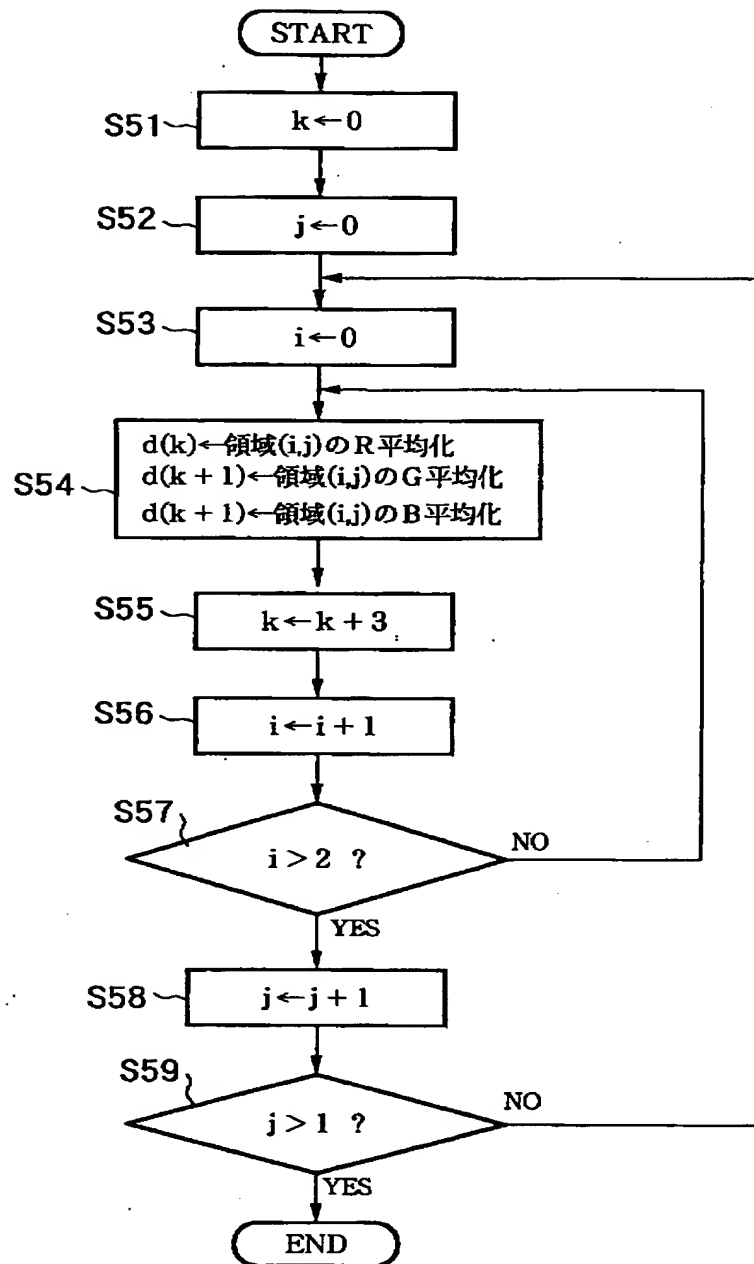 START
S51
k←0
S52
j←0
S53
i←0
S54
d(k)←領域(i,j)のR平均化
d(k+1)←領域(i,j)のG平均化
d(k+1)←領域(i,j)のB平均化
S55
k←k+3
S56
i←i+1
S57
i>2 ?
NO
YES
S58
j←j+1
S59
j>1 ?
NO
YES
END